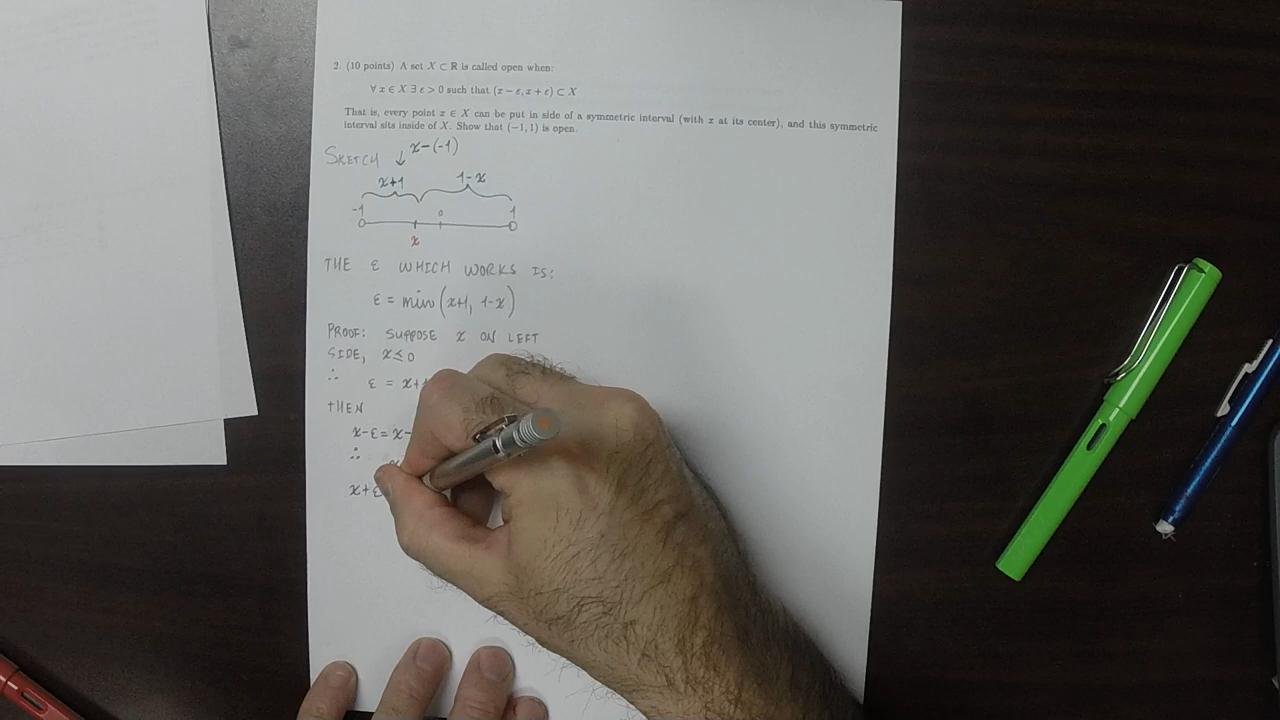 2. (10 points) A set X ⊂ R is called open when:
∀ x ∈ X ∃ ε > 0 such that (x − ε, x + ε) ⊂ X
That is, every point x ∈ X can be put in side of a symmetric interval (with x at its center), and this symmetric
interval sits inside of X. Show that (−1, 1) is open.
SKETCH ↓ x-(-1)
x+1 1-x
-1 0 1
x
THE ε WHICH WORKS IS:
ε = min (x+1, 1-x)
PROOF: SUPPOSE x ON LEFT
SIDE, x ≤ 0
∴ ε = x+1
THEN
x-ε = x-
∴
x+ε